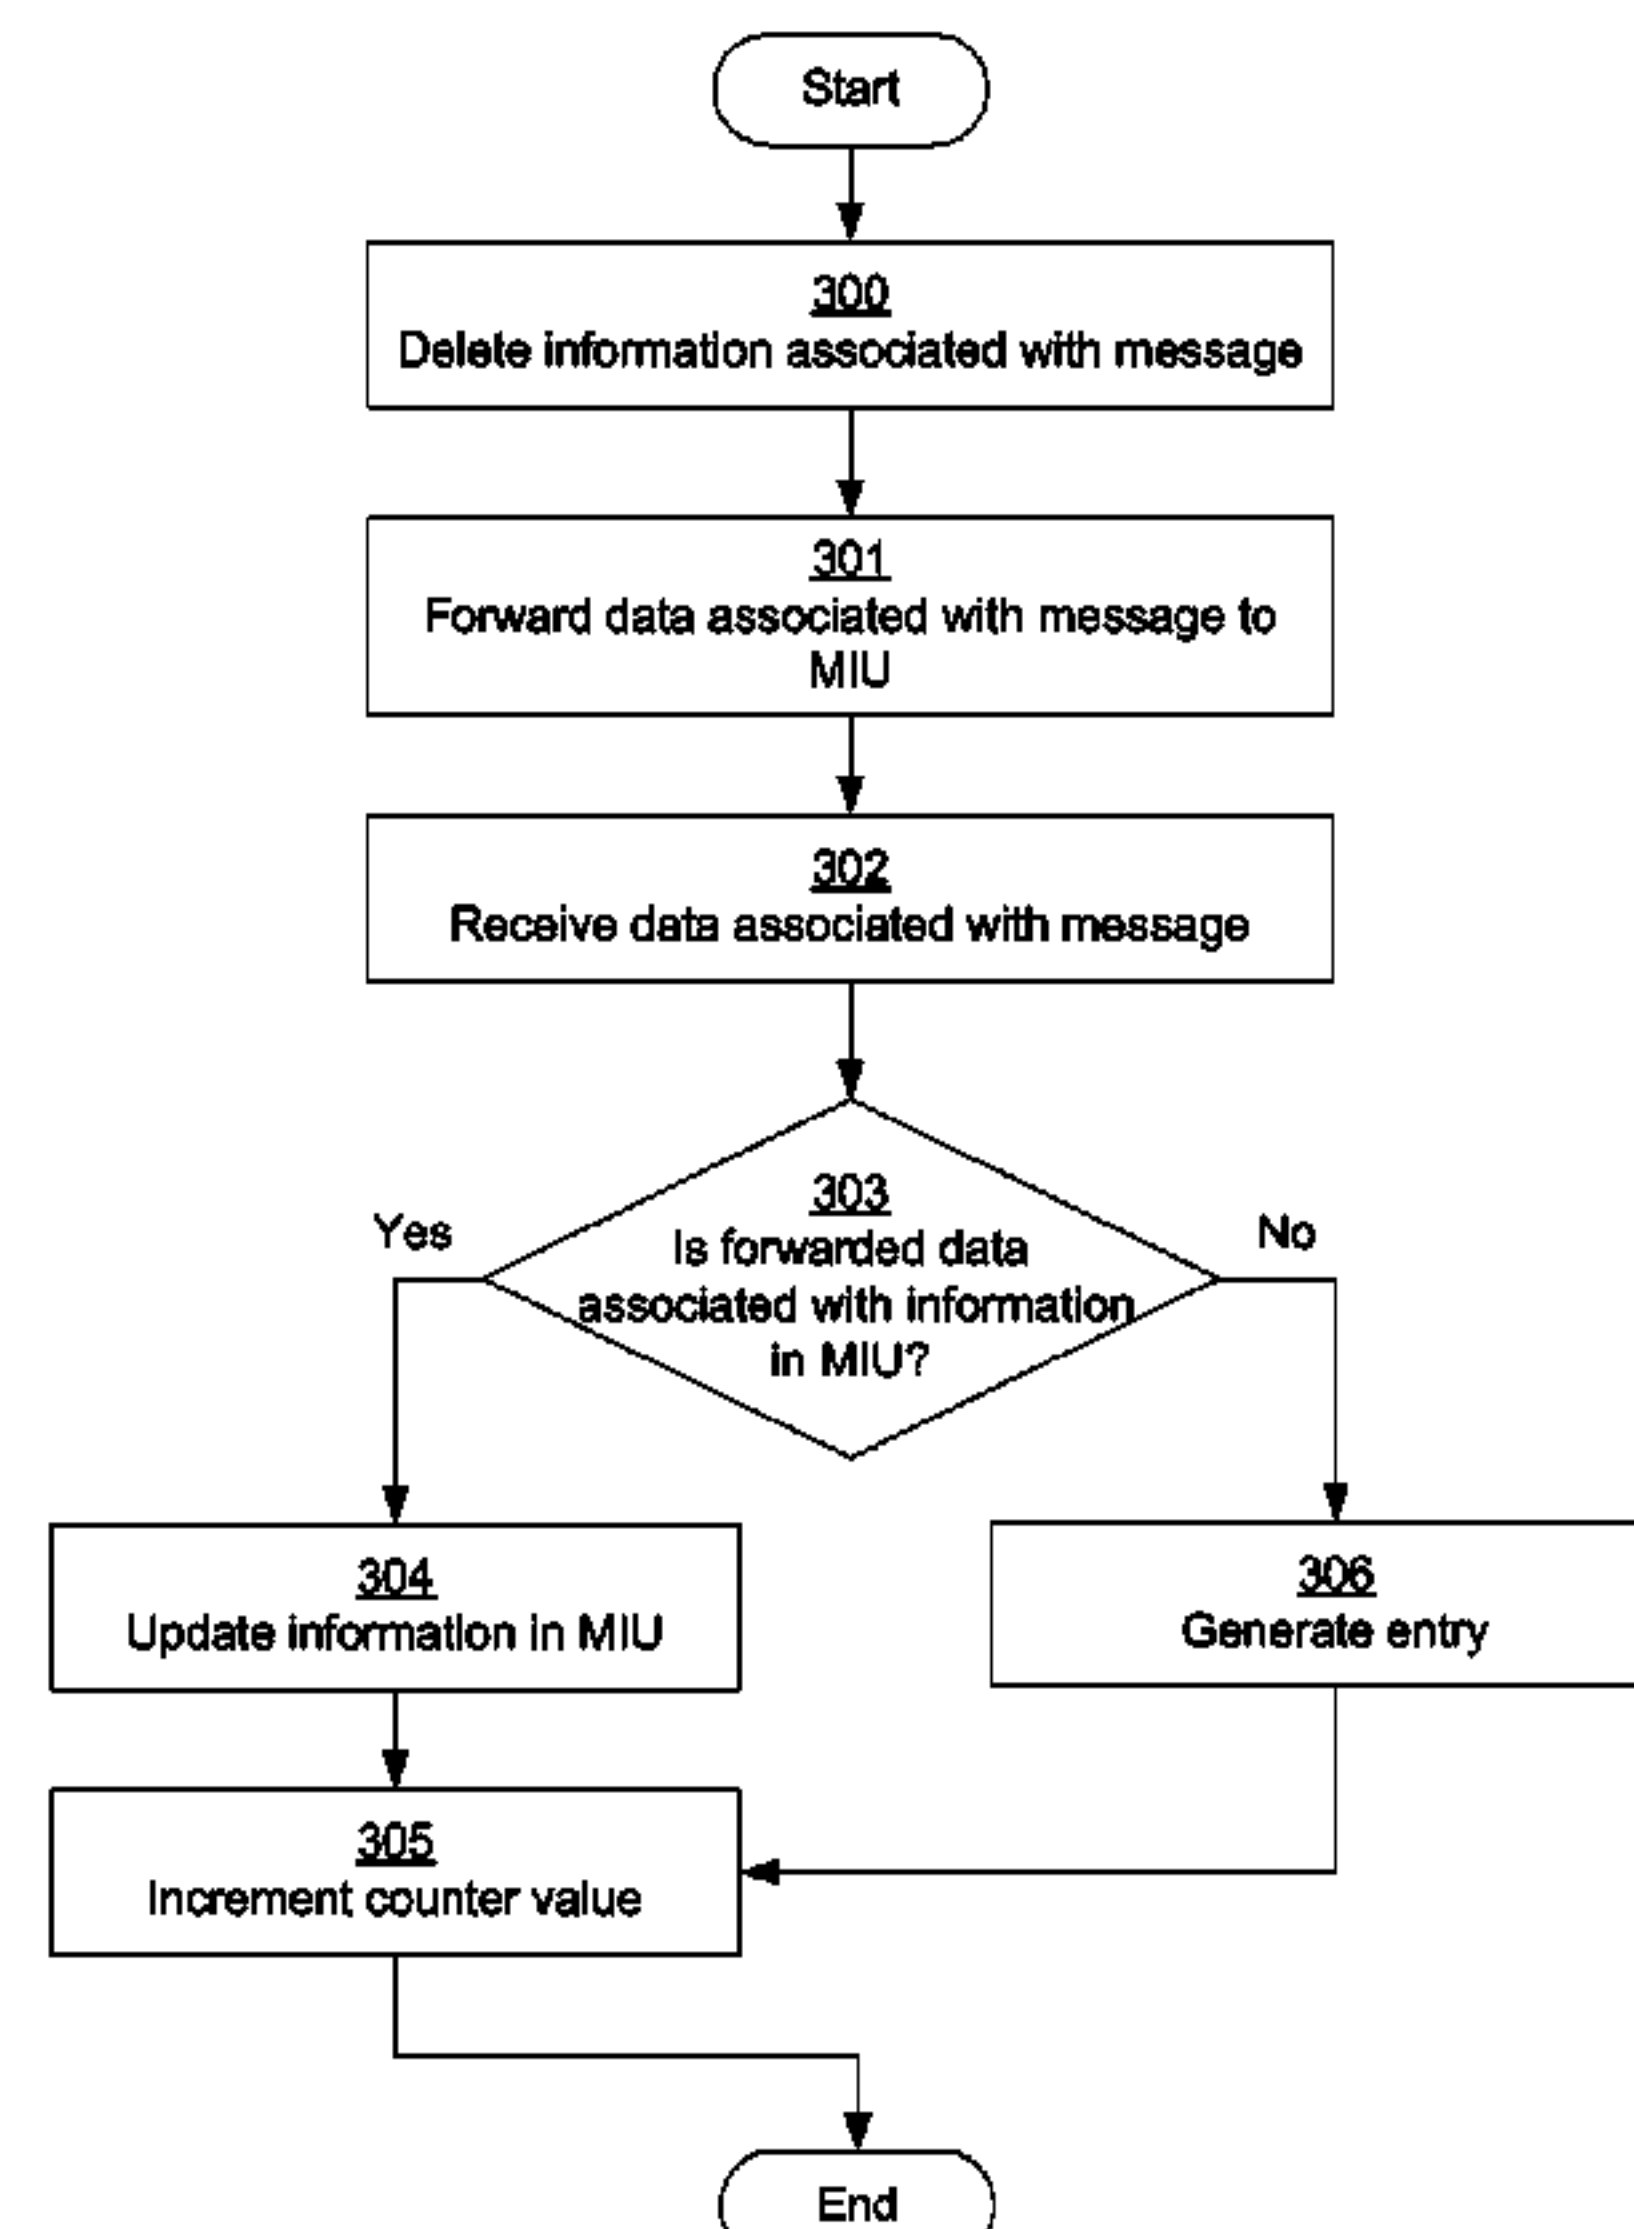 Start
300
Delete information associated with message
301
Forward data associated with message to
MIU
302
Receive data associated with message
303
Is forwarded data
associated with information
in MIU?
Yes
No
304
Update information in MIU
306
Generate entry
305
Increment counter value
End